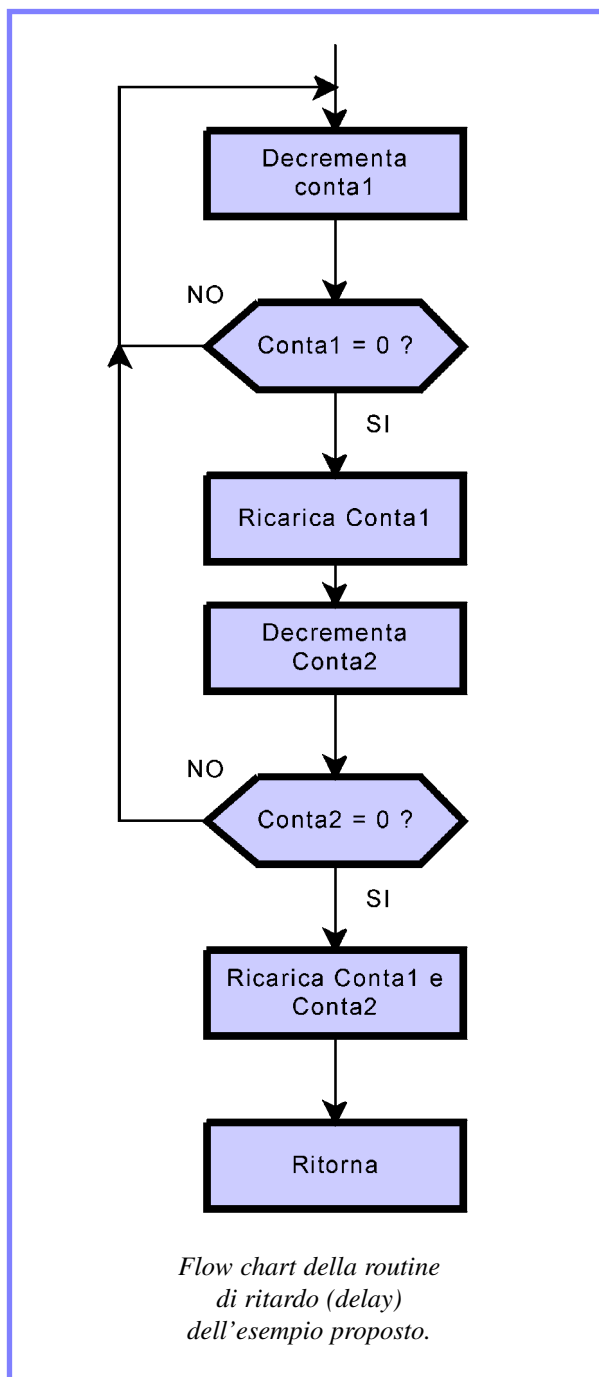 Decrementa
conta1
NO
Conta1 = 0 ?
SI
Ricarica Conta1
Decrementa
Conta2
NO
Conta2 = 0 ?
SI
Ricarica Conta1 e
Conta2
Ritorna
Flow chart della routine
di ritardo (delay)
dell'esempio proposto.